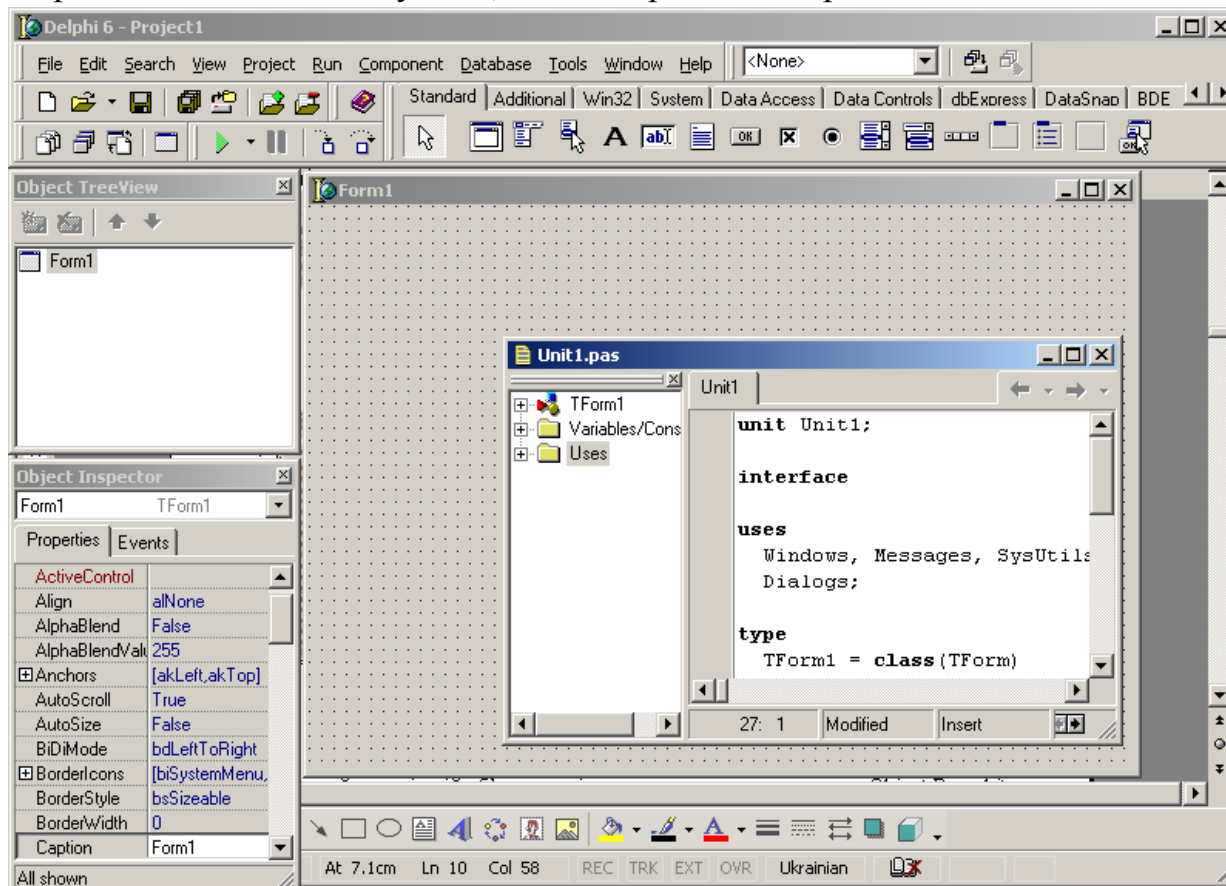 Delphi 6 - Project1
File Edit Search View Project Run Component Database Tools Window Help
<None>
Standard Additional Win32 System Data Access Data Controls dbExpress DataSnap BDE
Object TreeView
Form1
Form1
Unit1.pas
TForm1
Variables/Cons
Uses
Unit1
unit Unit1;
interface
uses
Windows, Messages, SysUtils
Dialogs;
type
TForm1 = class(TForm)
27: 1 Modified Insert
Object Inspector
Form1 TForm1
Properties Events
ActiveControl
Align alNone
AlphaBlend False
AlphaBlendValu 255
Anchors [akLeft,akTop]
AutoScroll True
AutoSize False
BiDiMode bdLeftToRight
BorderIcons [biSystemMenu,
BorderStyle bsSizeable
BorderWidth 0
Caption Form1
All shown
At 7.1cm Ln 10 Col 58 REC TRK EXT OVR Ukrainian